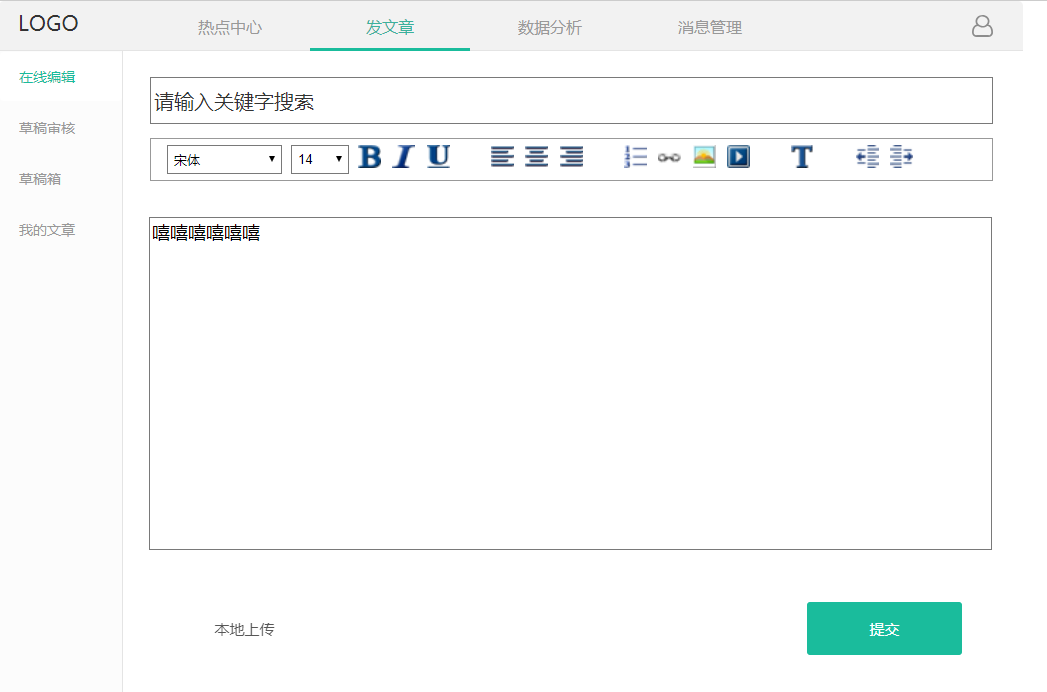 LOGO 热点中心 发文章 数据分析 消息管理
在线编辑
草稿审核
草稿箱
我的文章
请输入关键字搜索
宋体 14 B I U T
嘻嘻嘻嘻嘻嘻
本地上传 提交